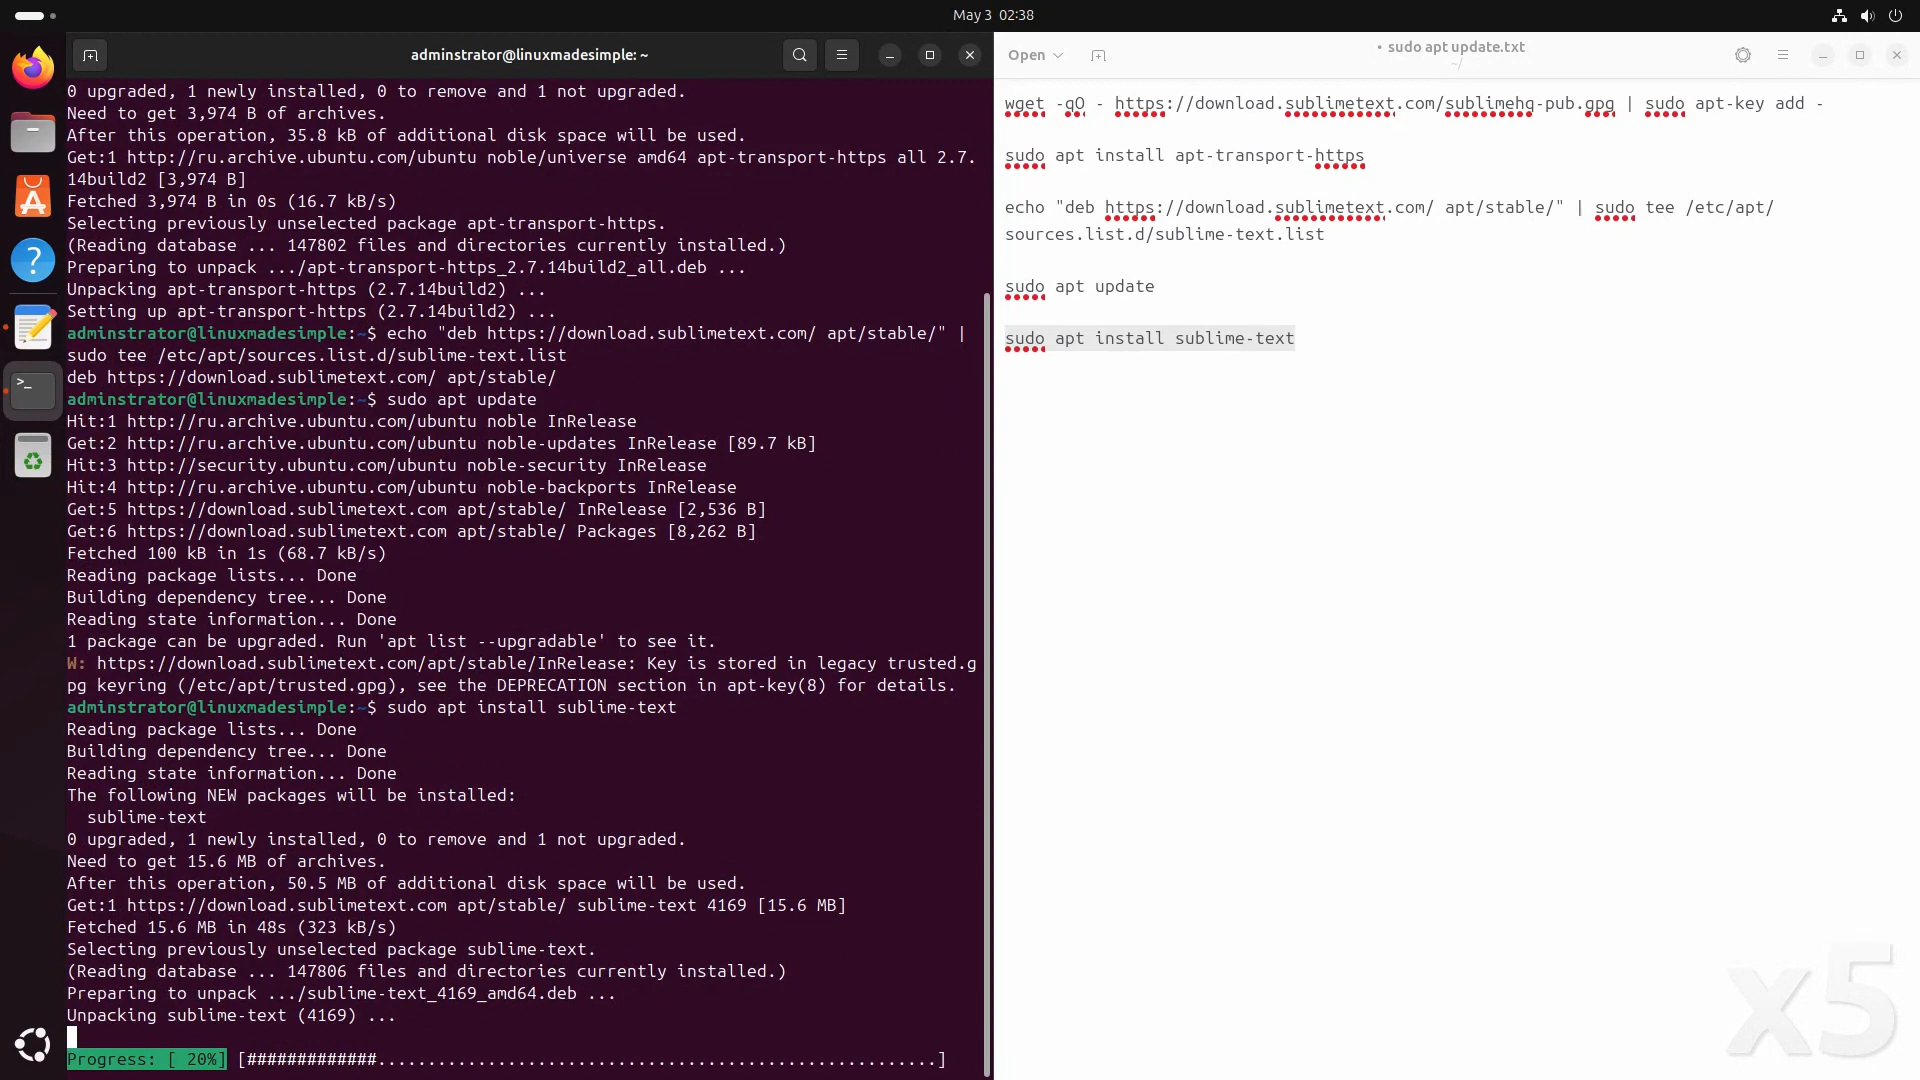 May 3 02:38
adminstrator@linuxmadesimple: ~
0 upgraded, 1 newly installed, 0 to remove and 1 not upgraded.
Need to get 3,974 B of archives.
After this operation, 35.8 kB of additional disk space will be used.
Get:1 http://ru.archive.ubuntu.com/ubuntu noble/universe amd64 apt-transport-https all 2.7.
14build2 [3,974 B]
Fetched 3,974 B in 0s (16.7 kB/s)
Selecting previously unselected package apt-transport-https.
(Reading database ... 147802 files and directories currently installed.)
Preparing to unpack .../apt-transport-https_2.7.14build2_all.deb ...
Unpacking apt-transport-https (2.7.14build2) ...
Setting up apt-transport-https (2.7.14build2) ...
adminstrator@linuxmadesimple:~$ echo "deb https://download.sublimetext.com/ apt/stable/" |
sudo tee /etc/apt/sources.list.d/sublime-text.list
deb https://download.sublimetext.com/ apt/stable/
adminstrator@linuxmadesimple:~$ sudo apt update
Hit:1 http://ru.archive.ubuntu.com/ubuntu noble InRelease
Get:2 http://ru.archive.ubuntu.com/ubuntu noble-updates InRelease [89.7 kB]
Hit:3 http://security.ubuntu.com/ubuntu noble-security InRelease
Hit:4 http://ru.archive.ubuntu.com/ubuntu noble-backports InRelease
Get:5 https://download.sublimetext.com apt/stable/ InRelease [2,536 B]
Get:6 https://download.sublimetext.com apt/stable/ Packages [8,262 B]
Fetched 100 kB in 1s (68.7 kB/s)
Reading package lists... Done
Building dependency tree... Done
Reading state information... Done
1 package can be upgraded. Run 'apt list --upgradable' to see it.
W: https://download.sublimetext.com/apt/stable/InRelease: Key is stored in legacy trusted.g
pg keyring (/etc/apt/trusted.gpg), see the DEPRECATION section in apt-key(8) for details.
adminstrator@linuxmadesimple:~$ sudo apt install sublime-text
Reading package lists... Done
Building dependency tree... Done
Reading state information... Done
The following NEW packages will be installed:
  sublime-text
0 upgraded, 1 newly installed, 0 to remove and 1 not upgraded.
Need to get 15.6 MB of archives.
After this operation, 50.5 MB of additional disk space will be used.
Get:1 https://download.sublimetext.com apt/stable/ sublime-text 4169 [15.6 MB]
Fetched 15.6 MB in 48s (323 kB/s)
Selecting previously unselected package sublime-text.
(Reading database ... 147806 files and directories currently installed.)
Preparing to unpack .../sublime-text_4169_amd64.deb ...
Unpacking sublime-text (4169) ...
Progress: [ 20%] [#############........................................................]
Open
• sudo apt update.txt
~/
wget -qO - https://download.sublimetext.com/sublimehq-pub.gpg | sudo apt-key add -
sudo apt install apt-transport-https
echo "deb https://download.sublimetext.com/ apt/stable/" | sudo tee /etc/apt/
sources.list.d/sublime-text.list
sudo apt update
sudo apt install sublime-text
x5